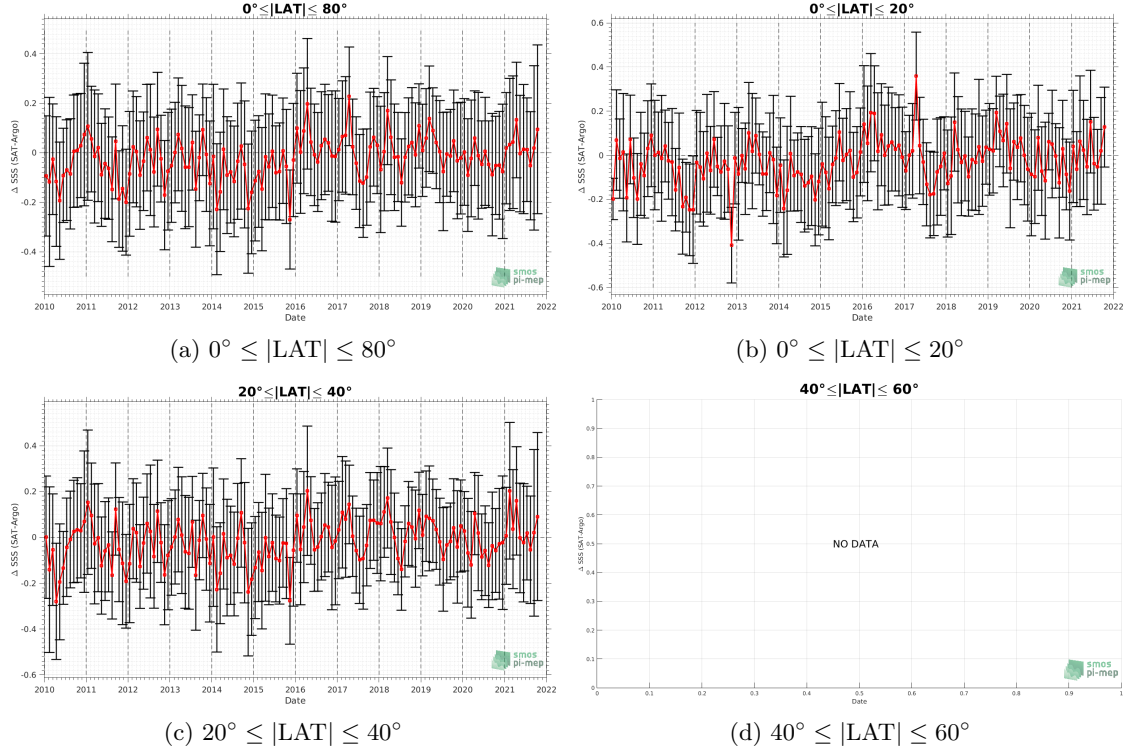 0°≤|LAT|≤ 80°
Δ SSS (SAT-Argo)
0.4
0.2
0
-0.2
-0.4
2010 2011 2012 2013 2014 2015 2016 2017 2018 2019 2020 2021 2022
Date
smos
pi-mep
(a) 0° ≤ |LAT| ≤ 80°
0°≤|LAT|≤ 20°
Δ SSS (SAT-Argo)
0.6
0.4
0.2
0
-0.2
-0.4
-0.6
2010 2011 2012 2013 2014 2015 2016 2017 2018 2019 2020 2021 2022
Date
smos
pi-mep
(b) 0° ≤ |LAT| ≤ 20°
20°≤|LAT|≤ 40°
Δ SSS (SAT-Argo)
0.4
0.2
0
-0.2
-0.4
-0.6
2010 2011 2012 2013 2014 2015 2016 2017 2018 2019 2020 2021 2022
Date
smos
pi-mep
(c) 20° ≤ |LAT| ≤ 40°
40°≤|LAT|≤ 60°
Δ SSS (SAT-Argo)
1
0.9
0.8
0.7
0.6
0.5
0.4
0.3
0.2
0.1
0
NO DATA
0 0.1 0.2 0.3 0.4 0.5 0.6 0.7 0.8 0.9 1
Date
smos
pi-mep
(d) 40° ≤ |LAT| ≤ 60°